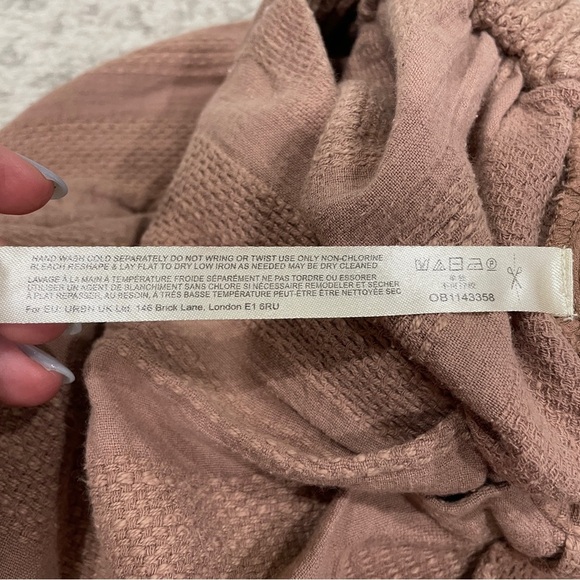 HAND WASH COLD SEPARATELY DO NOT WRING OR TWIST USE ONLY NON-CHLORINE
BLEACH RESHAPE & LAY FLAT TO DRY LOW IRON AS NEEDED MAY BE DRY CLEANED
LAVAGE À LA MAIN À TEMPÉRATURE FROIDE SÉPARÉMENT NE PAS TORDRE OU ESSORER
UTILISER UN AGENT DE BLANCHIMENT SANS CHLORE SI NÉCESSAIRE REMODELER ET SÉCHER
À PLAT REPASSER, AU BESOIN, À TRÈS BASSE TEMPÉRATURE PEUT-ÊTRE ÊTRE NETTOYÉE SEC
For EU: URBN UK Ltd. 146 Brick Lane, London E1 6RU
OB1143358